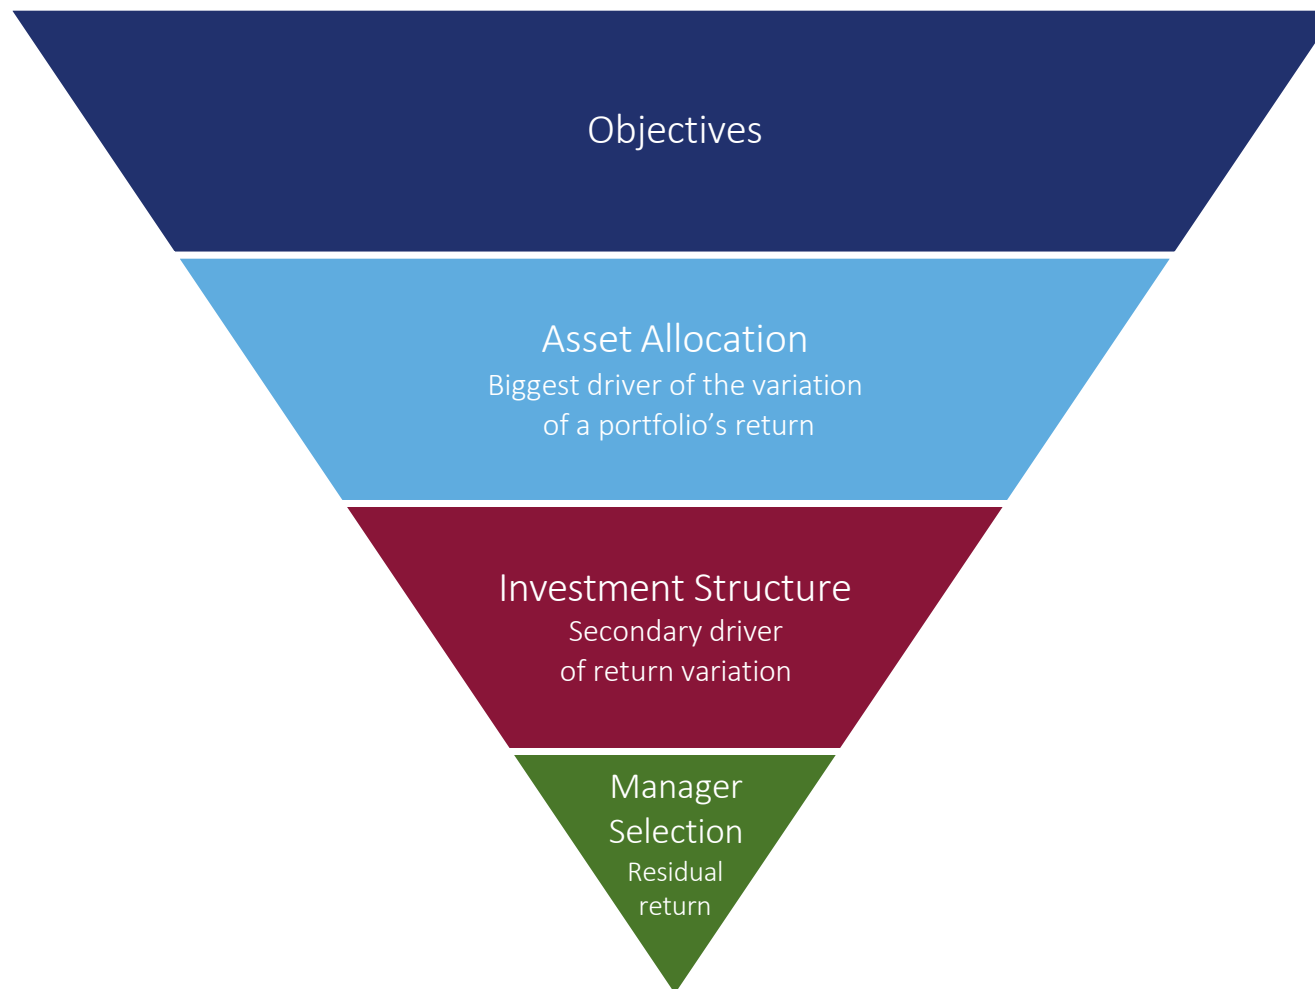 Objectives
Asset Allocation
Biggest driver of the variation
of a portfolio’s return
Investment Structure
Secondary driver
of return variation
Manager
Selection
Residual
return